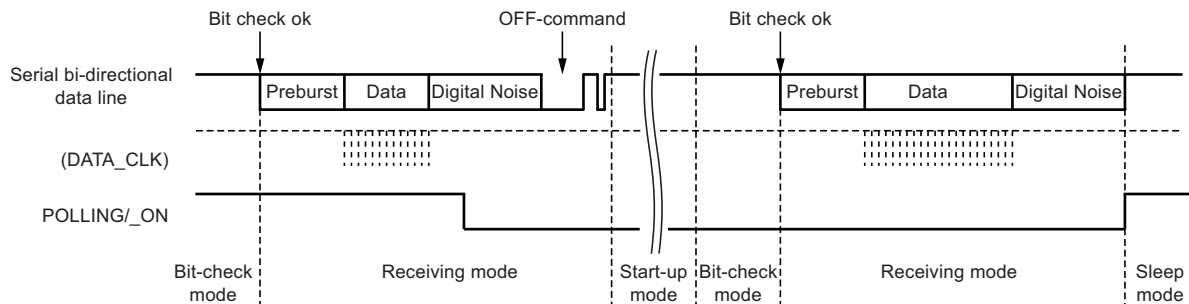 Bit check ok
OFF-command
Bit check ok
Serial bi-directional
data line
Preburst
Data
Digital Noise
Preburst
Data
Digital Noise
(DATA_CLK)
POLLING/_ON
Bit-check
mode
Receiving mode
Start-up
mode
Bit-check
mode
Receiving mode
Sleep
mode